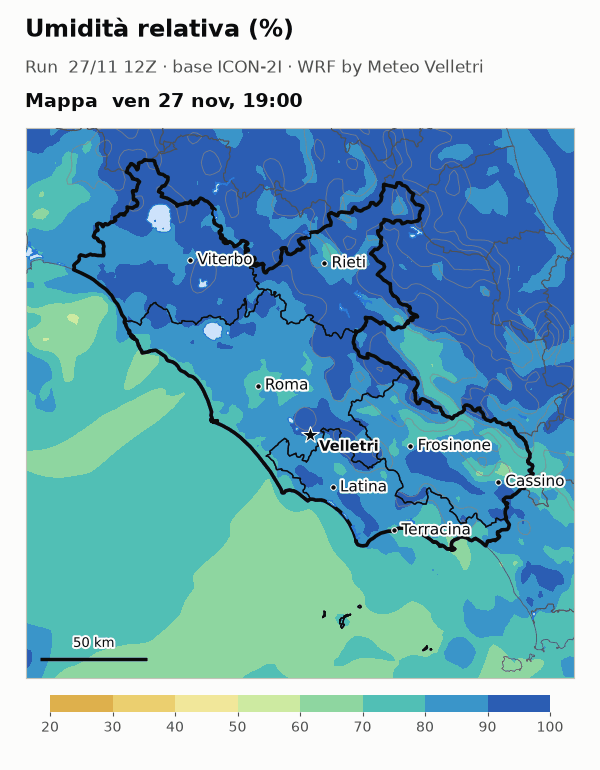 Umidità relativa (%)
Run  27/11 12Z · base ICON-2I · WRF by Meteo Velletri
Mappa  ven 27 nov, 19:00
Viterbo
Rieti
Roma
Velletri
Frosinone
Cassino
Latina
Terracina
50 km
20 30 40 50 60 70 80 90 100